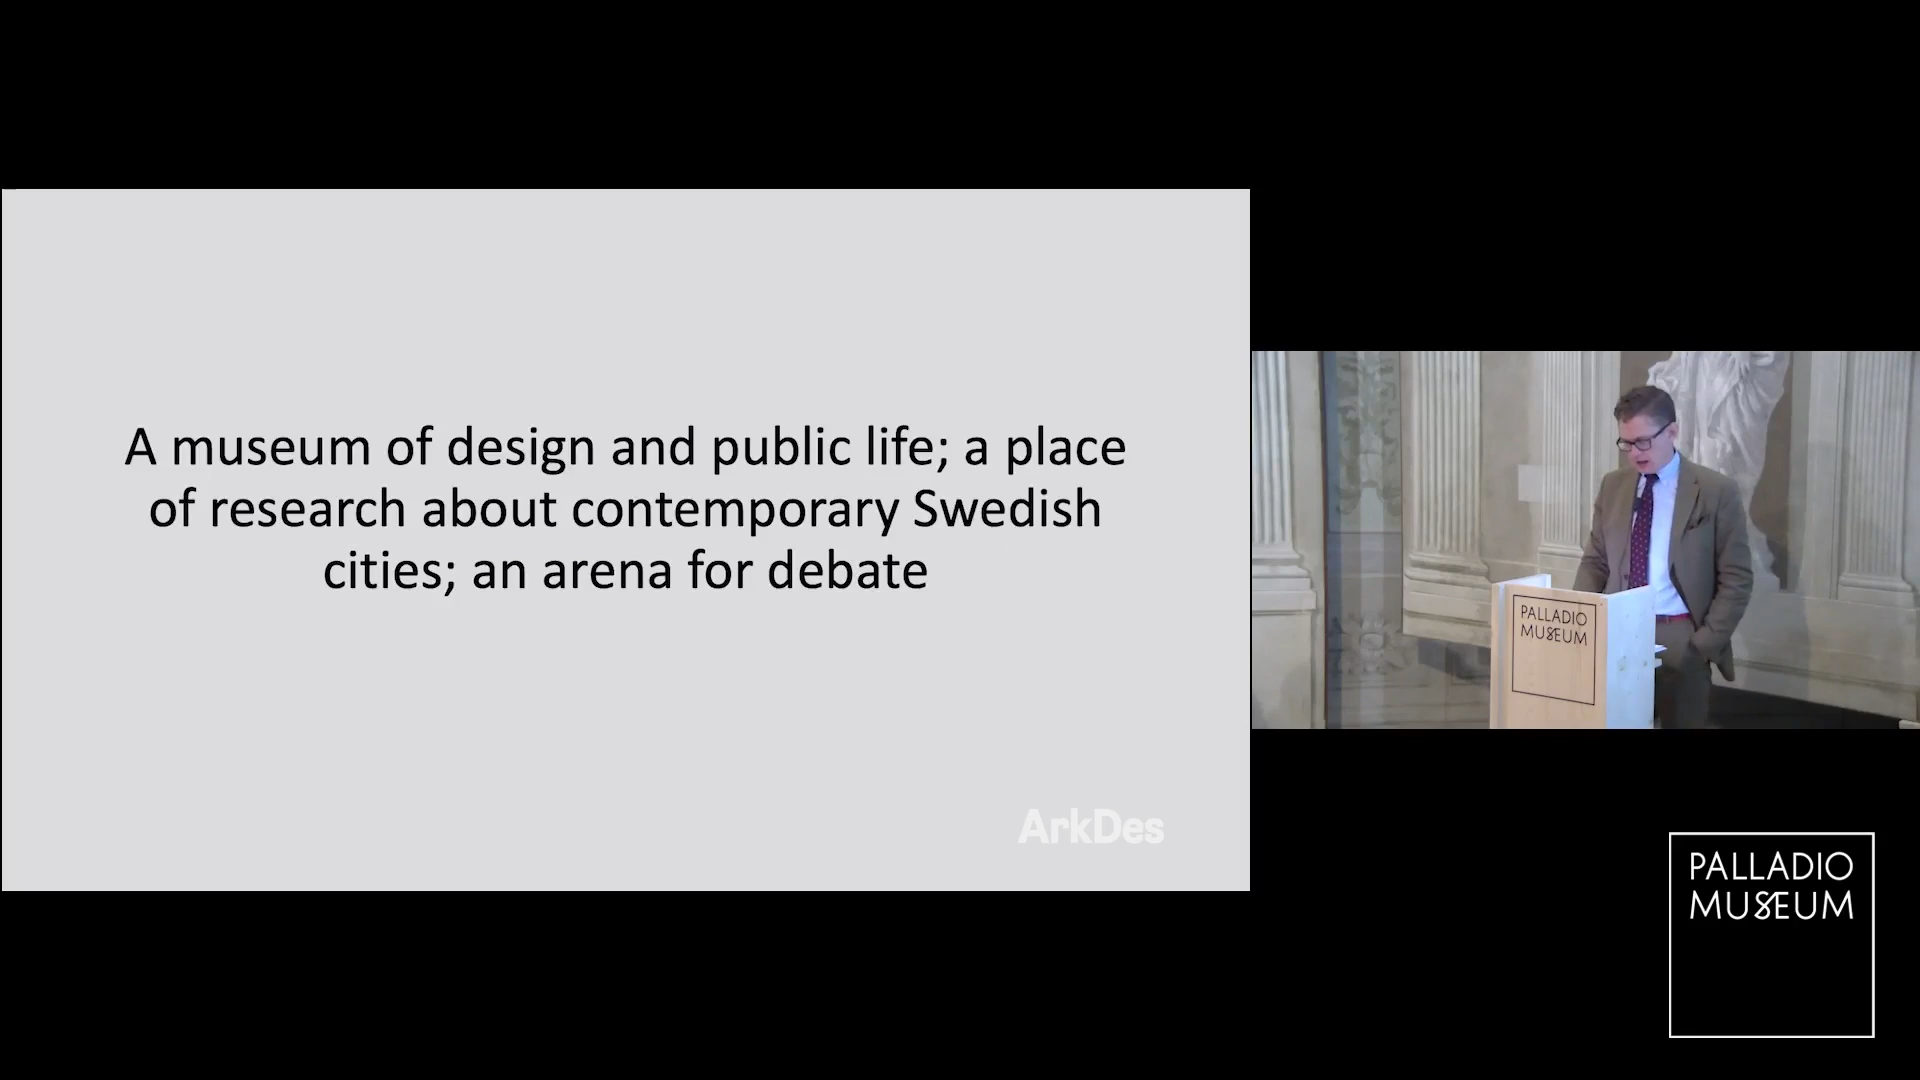 A museum of design and public life; a place
of research about contemporary Swedish
cities; an arena for debate
ArkDes
PALLADIO
MUSEUM
PALLADIO
MUSEUM